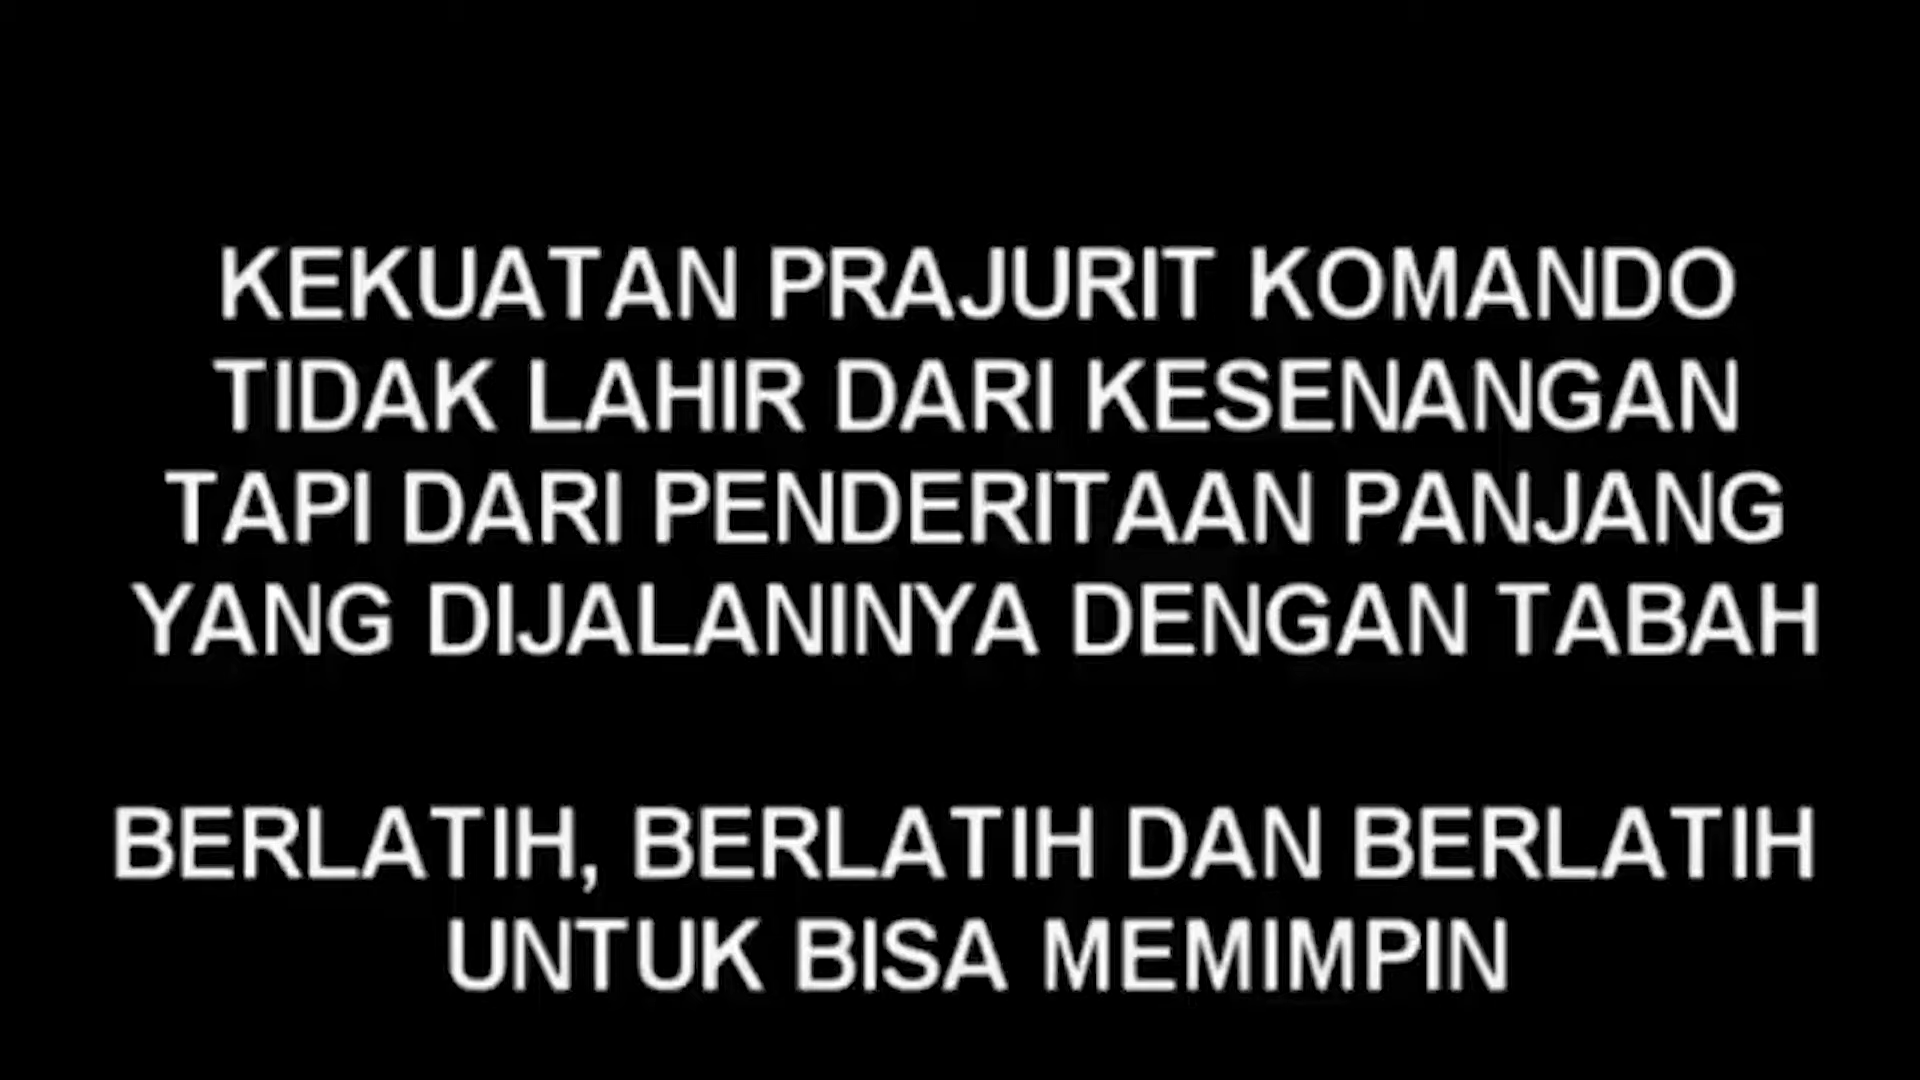 KEKUATAN PRAJURIT KOMANDO
TIDAK LAHIR DARI KESENANGAN
TAPI DARI PENDERITAAN PANJANG
YANG DIJALANINYA DENGAN TABAH
BERLATIH, BERLATIH DAN BERLATIH
UNTUK BISA MEMIMPIN